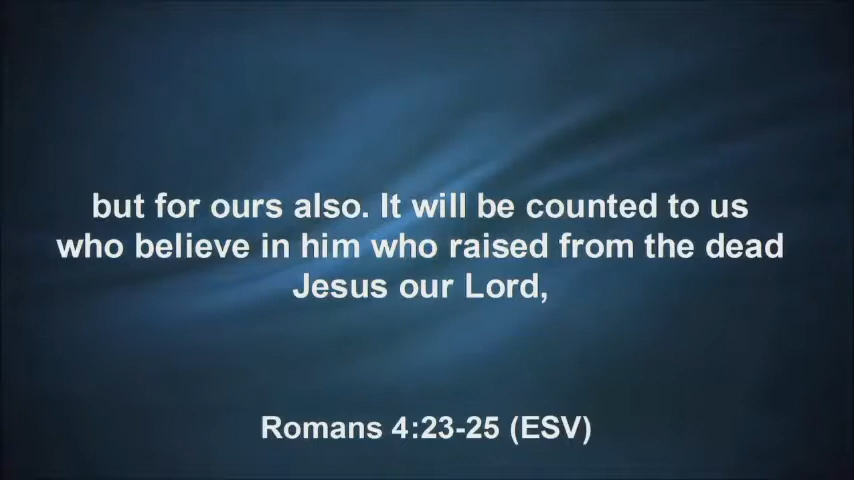 but for ours also. It will be counted to us
who believe in him who raised from the dead
Jesus our Lord,
Romans 4:23-25 (ESV)